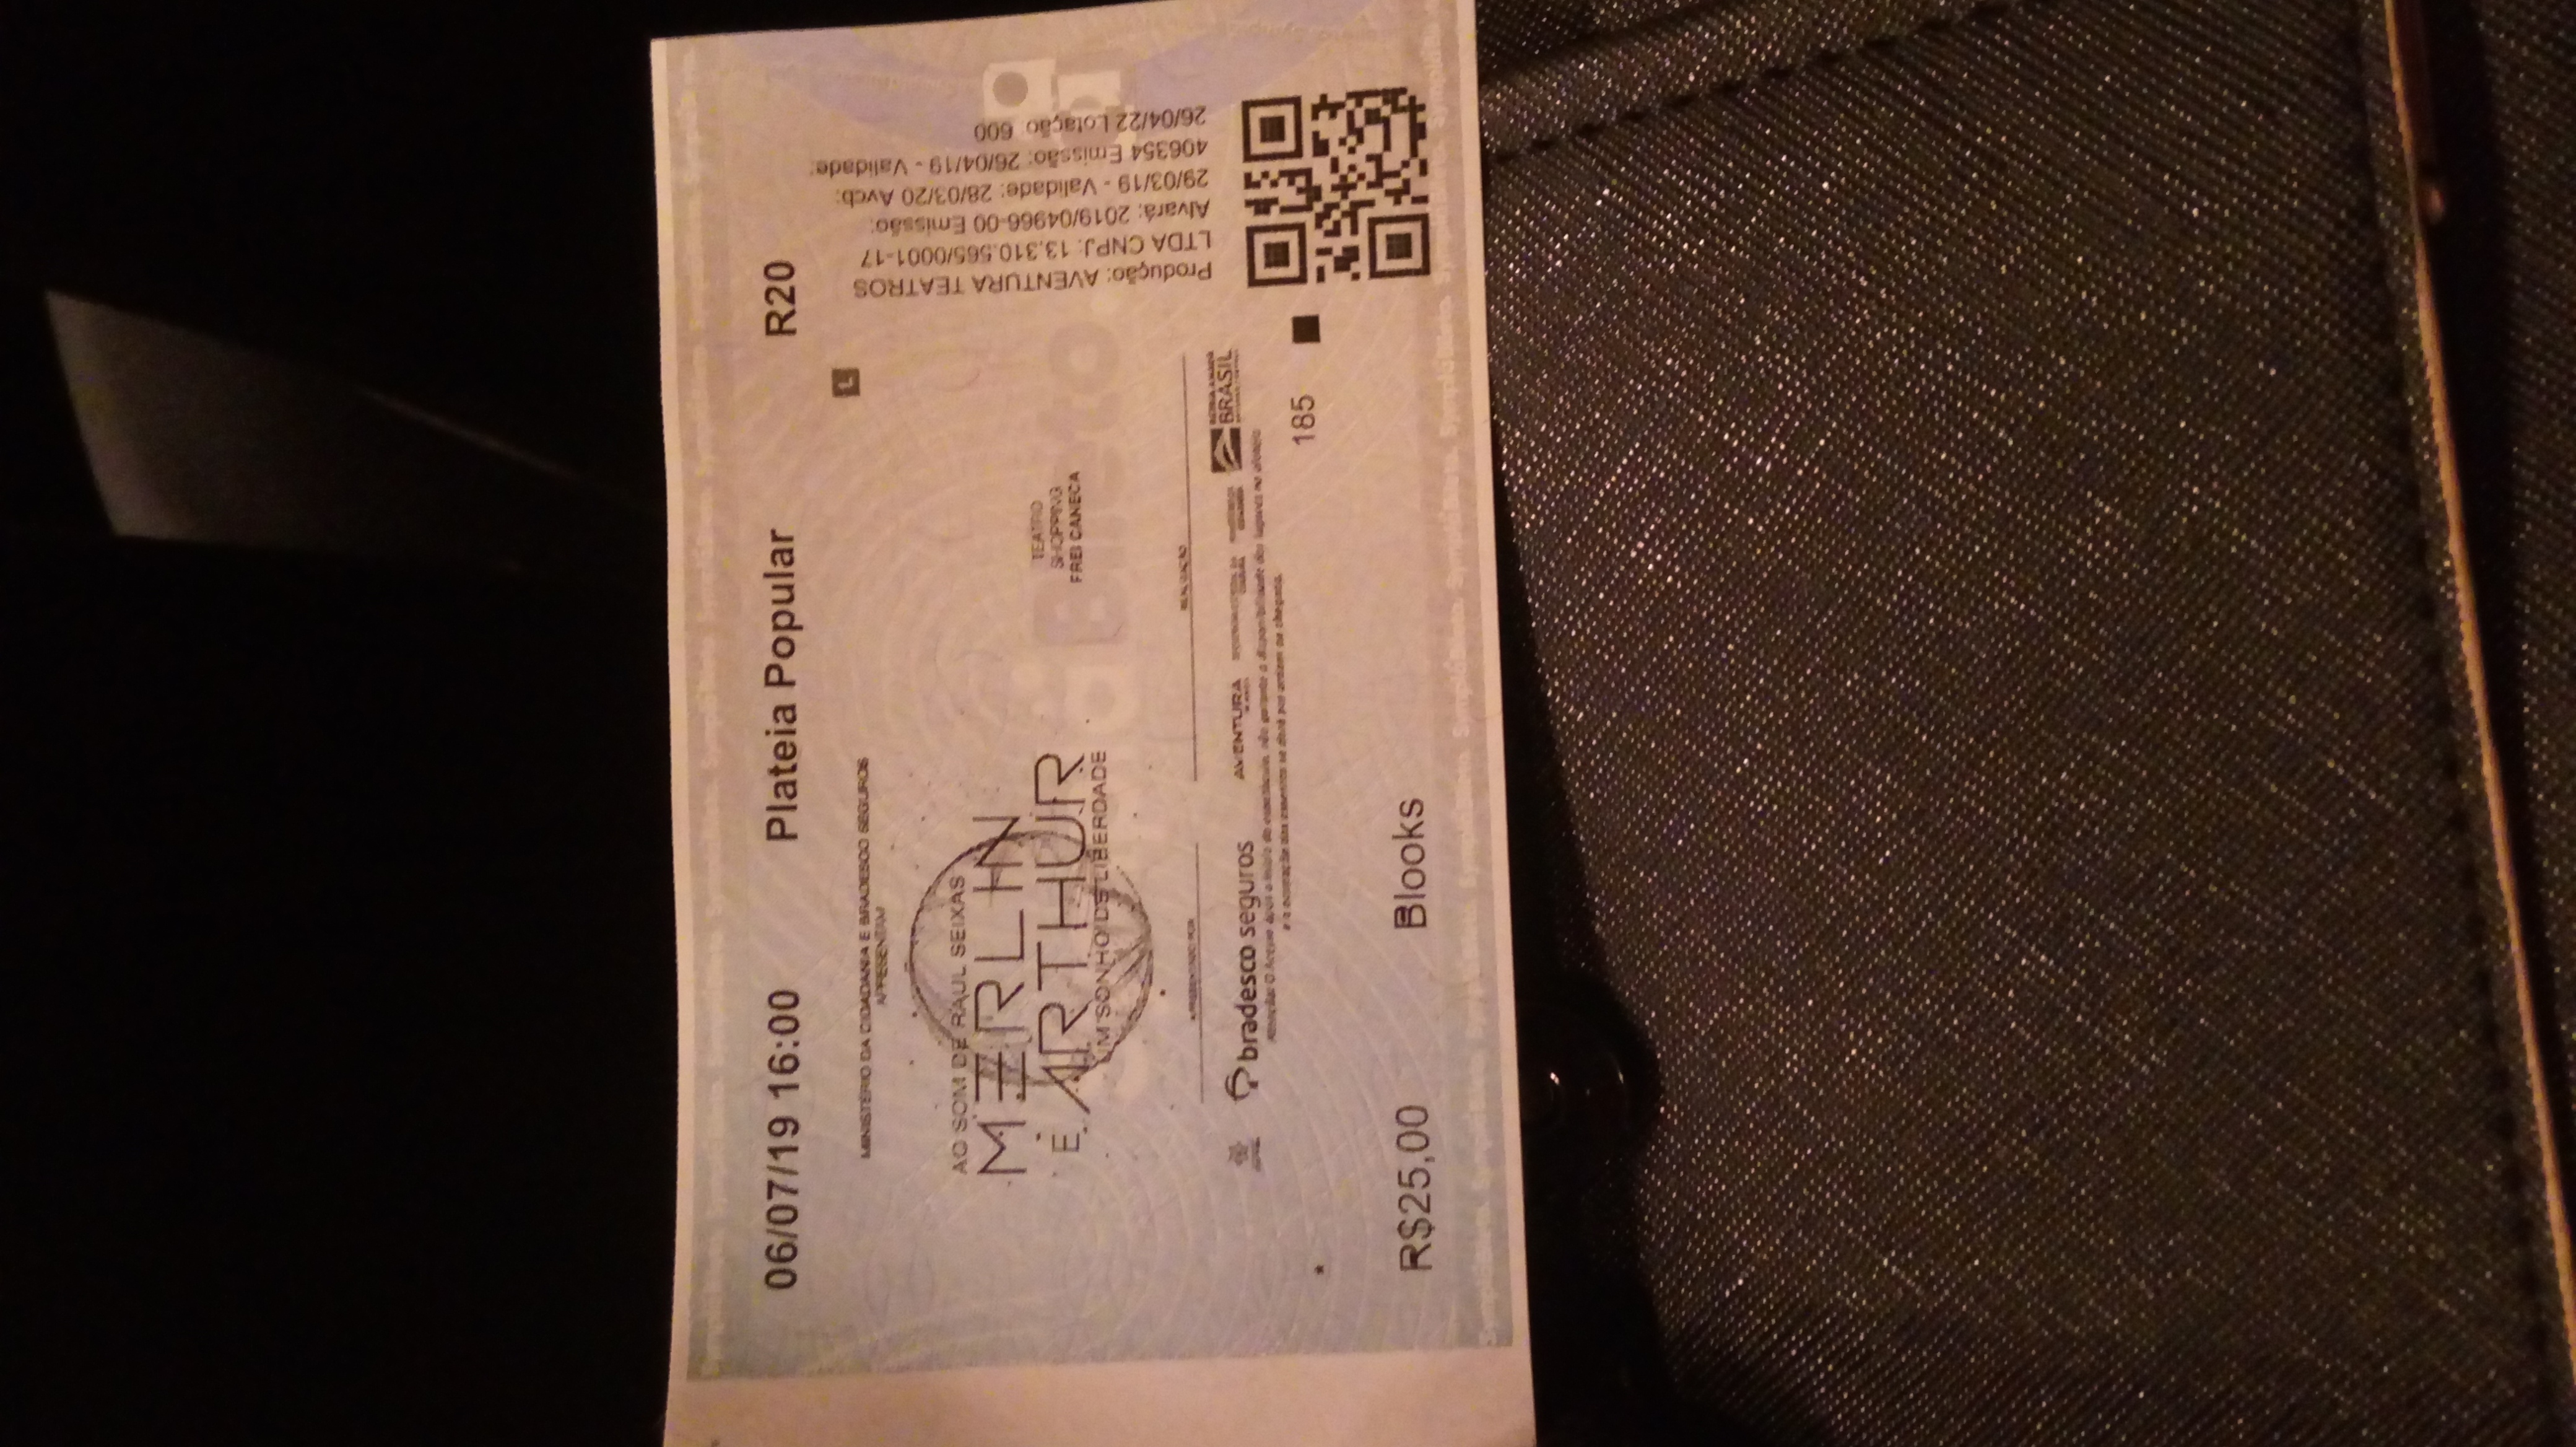 06/07/19 16:00 Plateia Popular R20
L
MINISTÉRIO DA CIDADANIA E BRADESCO SEGUROS
APRESENTAM
AO SOM DE RAUL SEIXAS
MERLIN
E ARTHUR
UM SONHO DE LIBERDADE
TEATRO
SHOPPING
FREI CANECA
APRESENTADO POR
REALIZAÇÃO
bradesco seguros
AVENTURA
PÁTRIA AMADA
BRASIL
Atenção: O Acesso após o início do espetáculo, não garante a disponibilidade dos lugares no
e a ocupação dos assentos se dará por ordem de chegada.
185
*
R$25,00 Blooks
Produção: AVENTURA TEATROS
LTDA CNPJ: 13.310.565/0001-17
Alvará: 2019/04966-00 Emissão:
29/03/19 - Validade: 28/03/20 Avcb:
406354 Emissão: 26/04/19 - Validade:
26/04/22 Lotação 600